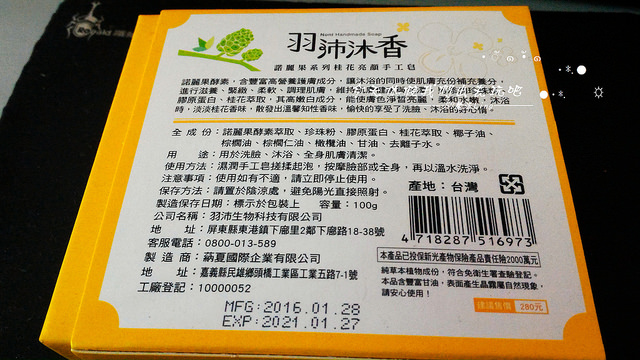 Noni Handmade Soap
羽沛沐香
諾麗果系列桂花亮顏手工皂
諾麗果酵素，含豐富高營養護膚成分，讓沐浴的同時使肌膚充份補充養分，
進行滋養、緊緻、柔軟、調理肌膚，維持
膠原蛋白、桂花萃取，其高嫩白成分，能使膚色淨皙亮麗、柔和水嫩，沐浴
時，淡淡桂花香味，散發出溫馨知性香味，愉快的享受了洗臉、沐浴的好心情。
全成份：諾麗果酵素萃取、珍珠粉、膠原蛋白、桂花萃取、椰子油、
棕櫚油、棕櫚仁油、橄欖油、甘油、去離子水。
用途：用於洗臉、沐浴、全身肌膚清潔。
使用方法：濕潤手工皂搓揉起泡，按摩臉部或全身，再以溫水洗淨。
注意事項：使用如有不適，請立即停止使用。
保存方法：請置於陰涼處，避免陽光直接照射。
產地：台灣
製造保存日期：標示於包裝上 容量：100g
公司名稱：羽沛生物科技有限公司
地址：屏東縣東港鎮下廍里2鄰下廍路18-38號
客服電話：0800-013-589
製造商：蒳夏國際企業有限公司
地址：嘉義縣民雄鄉頭橋工業區工業五路7-1號
工廠登記：10000052
4 718287 516973
本產品已投保新光產物保險產品責任險2000萬元
純草本植物成份，符合免衛生署查驗登記。
本品含豐富甘油，表面產生晶霧屬自然現象，
請安心使用！
建議售價 280元
MFG:2016.01.28
EXP:2021.01.27